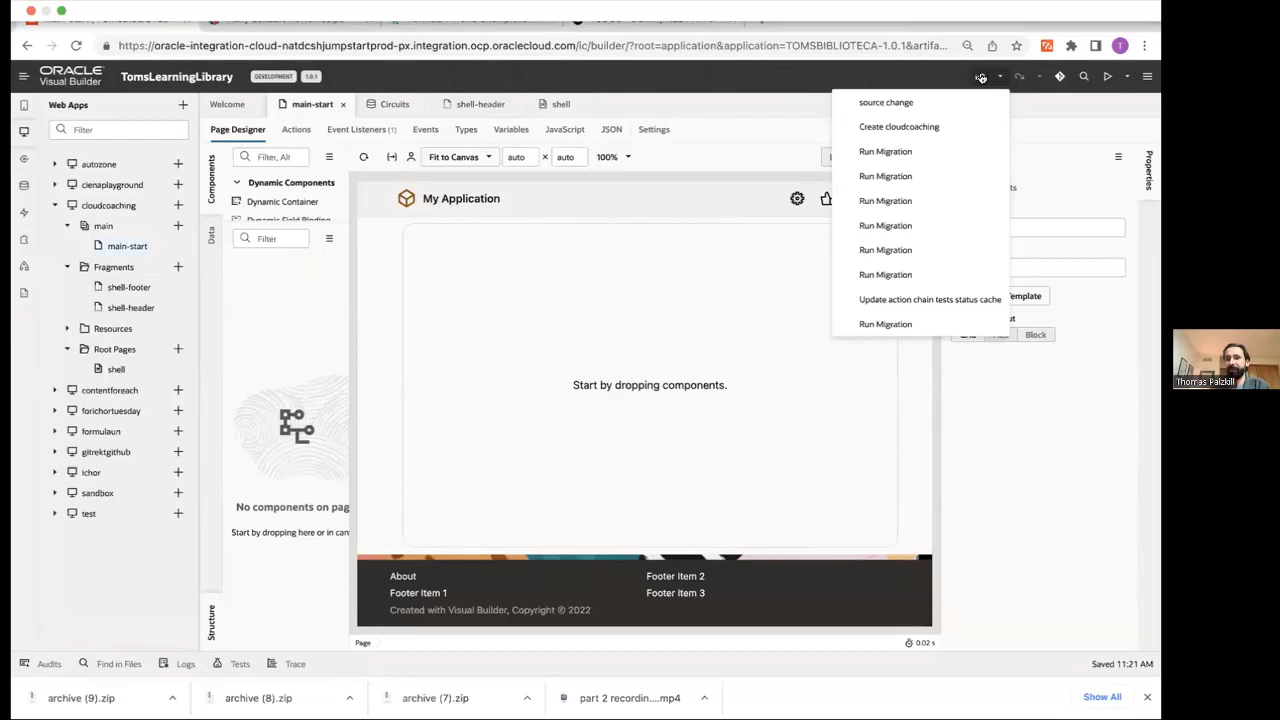 https://oracle-integration-cloud-natdcshjumpstartprod-px.integration.ocp.oraclecloud.com/ic/builder/?root=application&application=TOMSBIBLIOTECA-1.0.1&artifa...
T
ORACLE
Visual Builder
TomsLearningLibrary
DEVELOPMENT
1.0.1
Web Apps
Welcome
main-start
Circuits
shell-header
shell
source change
Filter
Page Designer
Actions
Event Listeners (1)
Events
Types
Variables
JavaScript
JSON
Settings
Create cloudcoaching
Run Migration
Run Migration
Run Migration
Run Migration
Run Migration
Run Migration
Update action chain tests status cache
Run Migration
Components
Data
Structure
Filter, Alt
Fit to Canvas
auto
x
auto
100%
Properties
Dynamic Components
Dynamic Container
Dynamic Field Binding
Filter
autozone
cienaplayground
cloudcoaching
main
main-start
Fragments
shell-footer
shell-header
Resources
Root Pages
shell
contentforeach
forichortuesday
formulaun
gitrektgithub
ichor
sandbox
test
My Application
Start by dropping components.
Template
Block
No components on pag
Start by dropping here or in can
About
Footer Item 2
Footer Item 1
Footer Item 3
Created with Visual Builder, Copyright © 2022
Page
0.02 s
Audits
Find in Files
Logs
Tests
Trace
Saved 11:21 AM
archive (9).zip
archive (8).zip
archive (7).zip
part 2 recordin....mp4
Show All
Thomas Palzkill